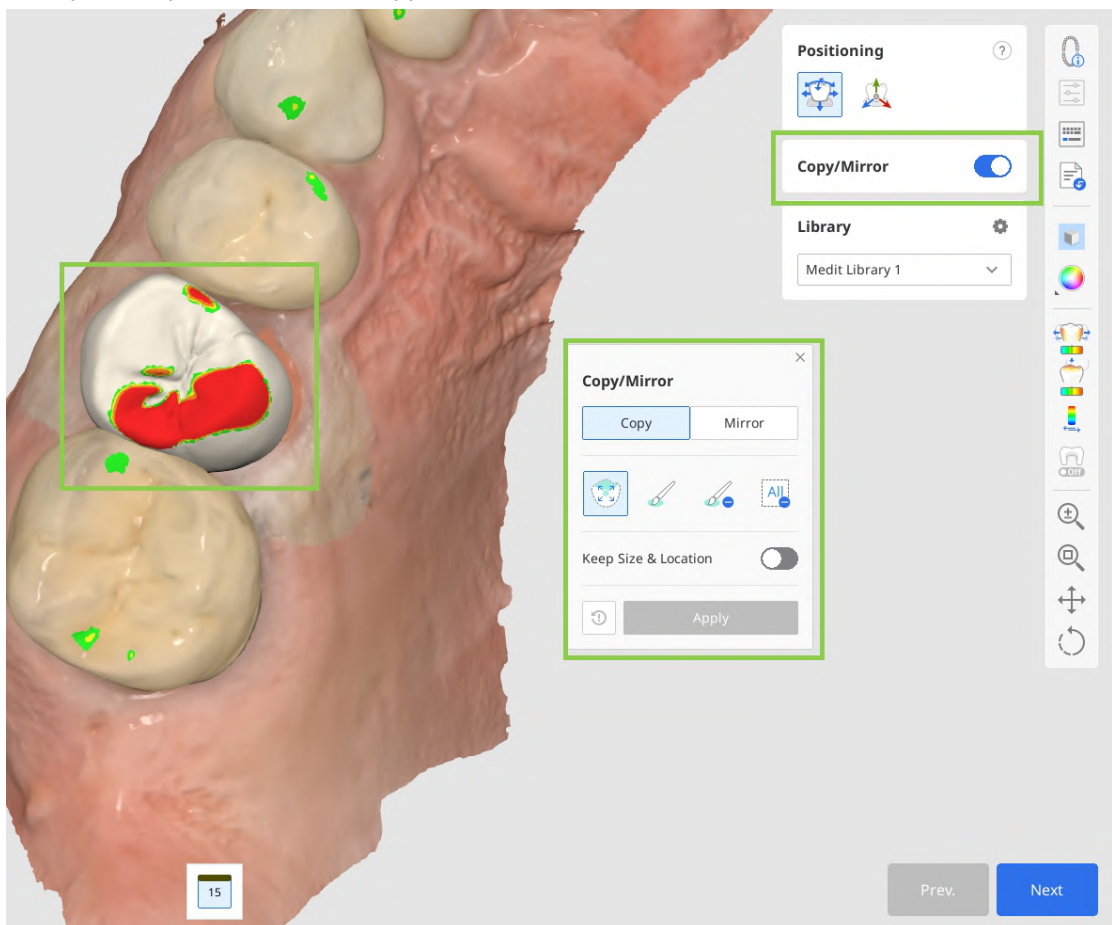 Positioning
?
Copy/Mirror
Library
Medit Library 1
Copy/Mirror
Copy
Mirror
All
Keep Size & Location
Apply
Off
15
Prev.
Next